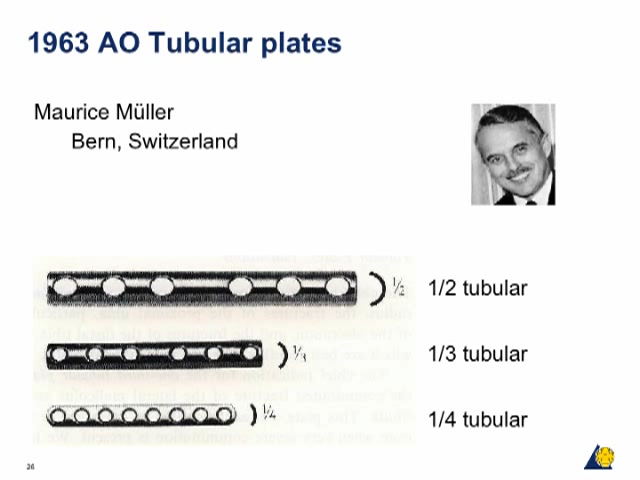 1963 AO Tubular plates
Maurice Müller
Bern, Switzerland
½ 1/2 tubular
⅓ 1/3 tubular
¼ 1/4 tubular
26